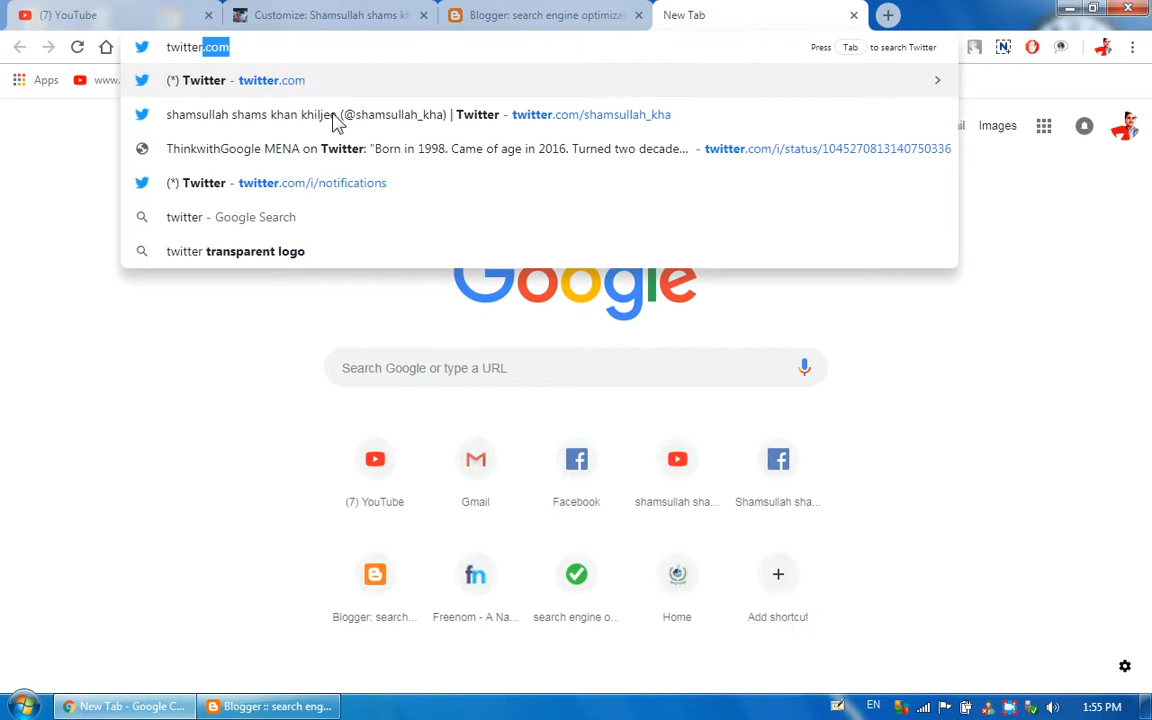 (7) YouTube
Customize: Shamsullah shams kh
Blogger: search engine optimizat
New Tab
twitter.com
Press Tab to search Twitter
Apps
www.
(*) Twitter - twitter.com
shamsullah shams khan khiljee (@shamsullah_kha) | Twitter - twitter.com/shamsullah_kha
ThinkwithGoogle MENA on Twitter: "Born in 1998. Came of age in 2016. Turned two decade... - twitter.com/i/status/1045270813140750336
(*) Twitter - twitter.com/i/notifications
twitter - Google Search
twitter transparent logo
ail
Images
Google
Search Google or type a URL
(7) YouTube
Gmail
Facebook
shamsullah sha...
Shamsullah sha...
Blogger: search...
Freenom - A Na...
search engine o...
Home
Add shortcut
New Tab - Google C...
Blogger :: search eng...
EN
1:55 PM